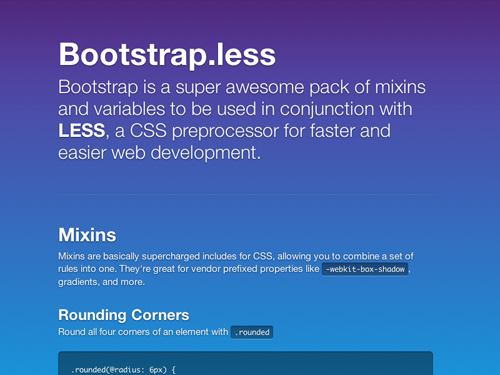 Bootstrap.less
Bootstrap is a super awesome pack of mixins
and variables to be used in conjunction with
LESS, a CSS preprocessor for faster and
easier web development.
Mixins
Mixins are basically supercharged includes for CSS, allowing you to combine a set of
rules into one. They're great for vendor prefixed properties like -webkit-box-shadow,
gradients, and more.
Rounding Corners
Round all four corners of an element with .rounded
.rounded(@radius: 6px) {